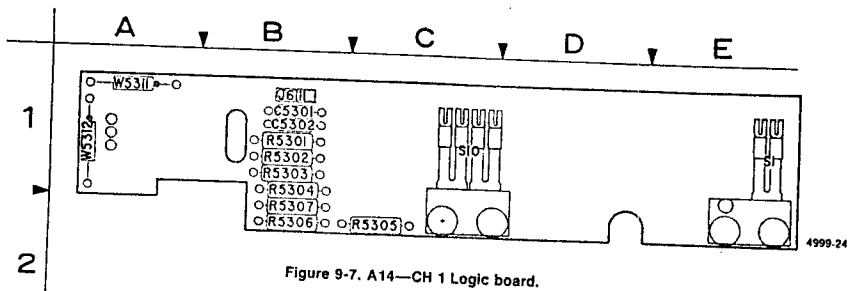 A B C D E
1
W5311
W5312
J611
C5301
C5302
R5301
R5302
R5303
R5304
R5307
R5306
R5305
S10
S1
2
4999-24
Figure 9-7. A14—CH 1 Logic board.